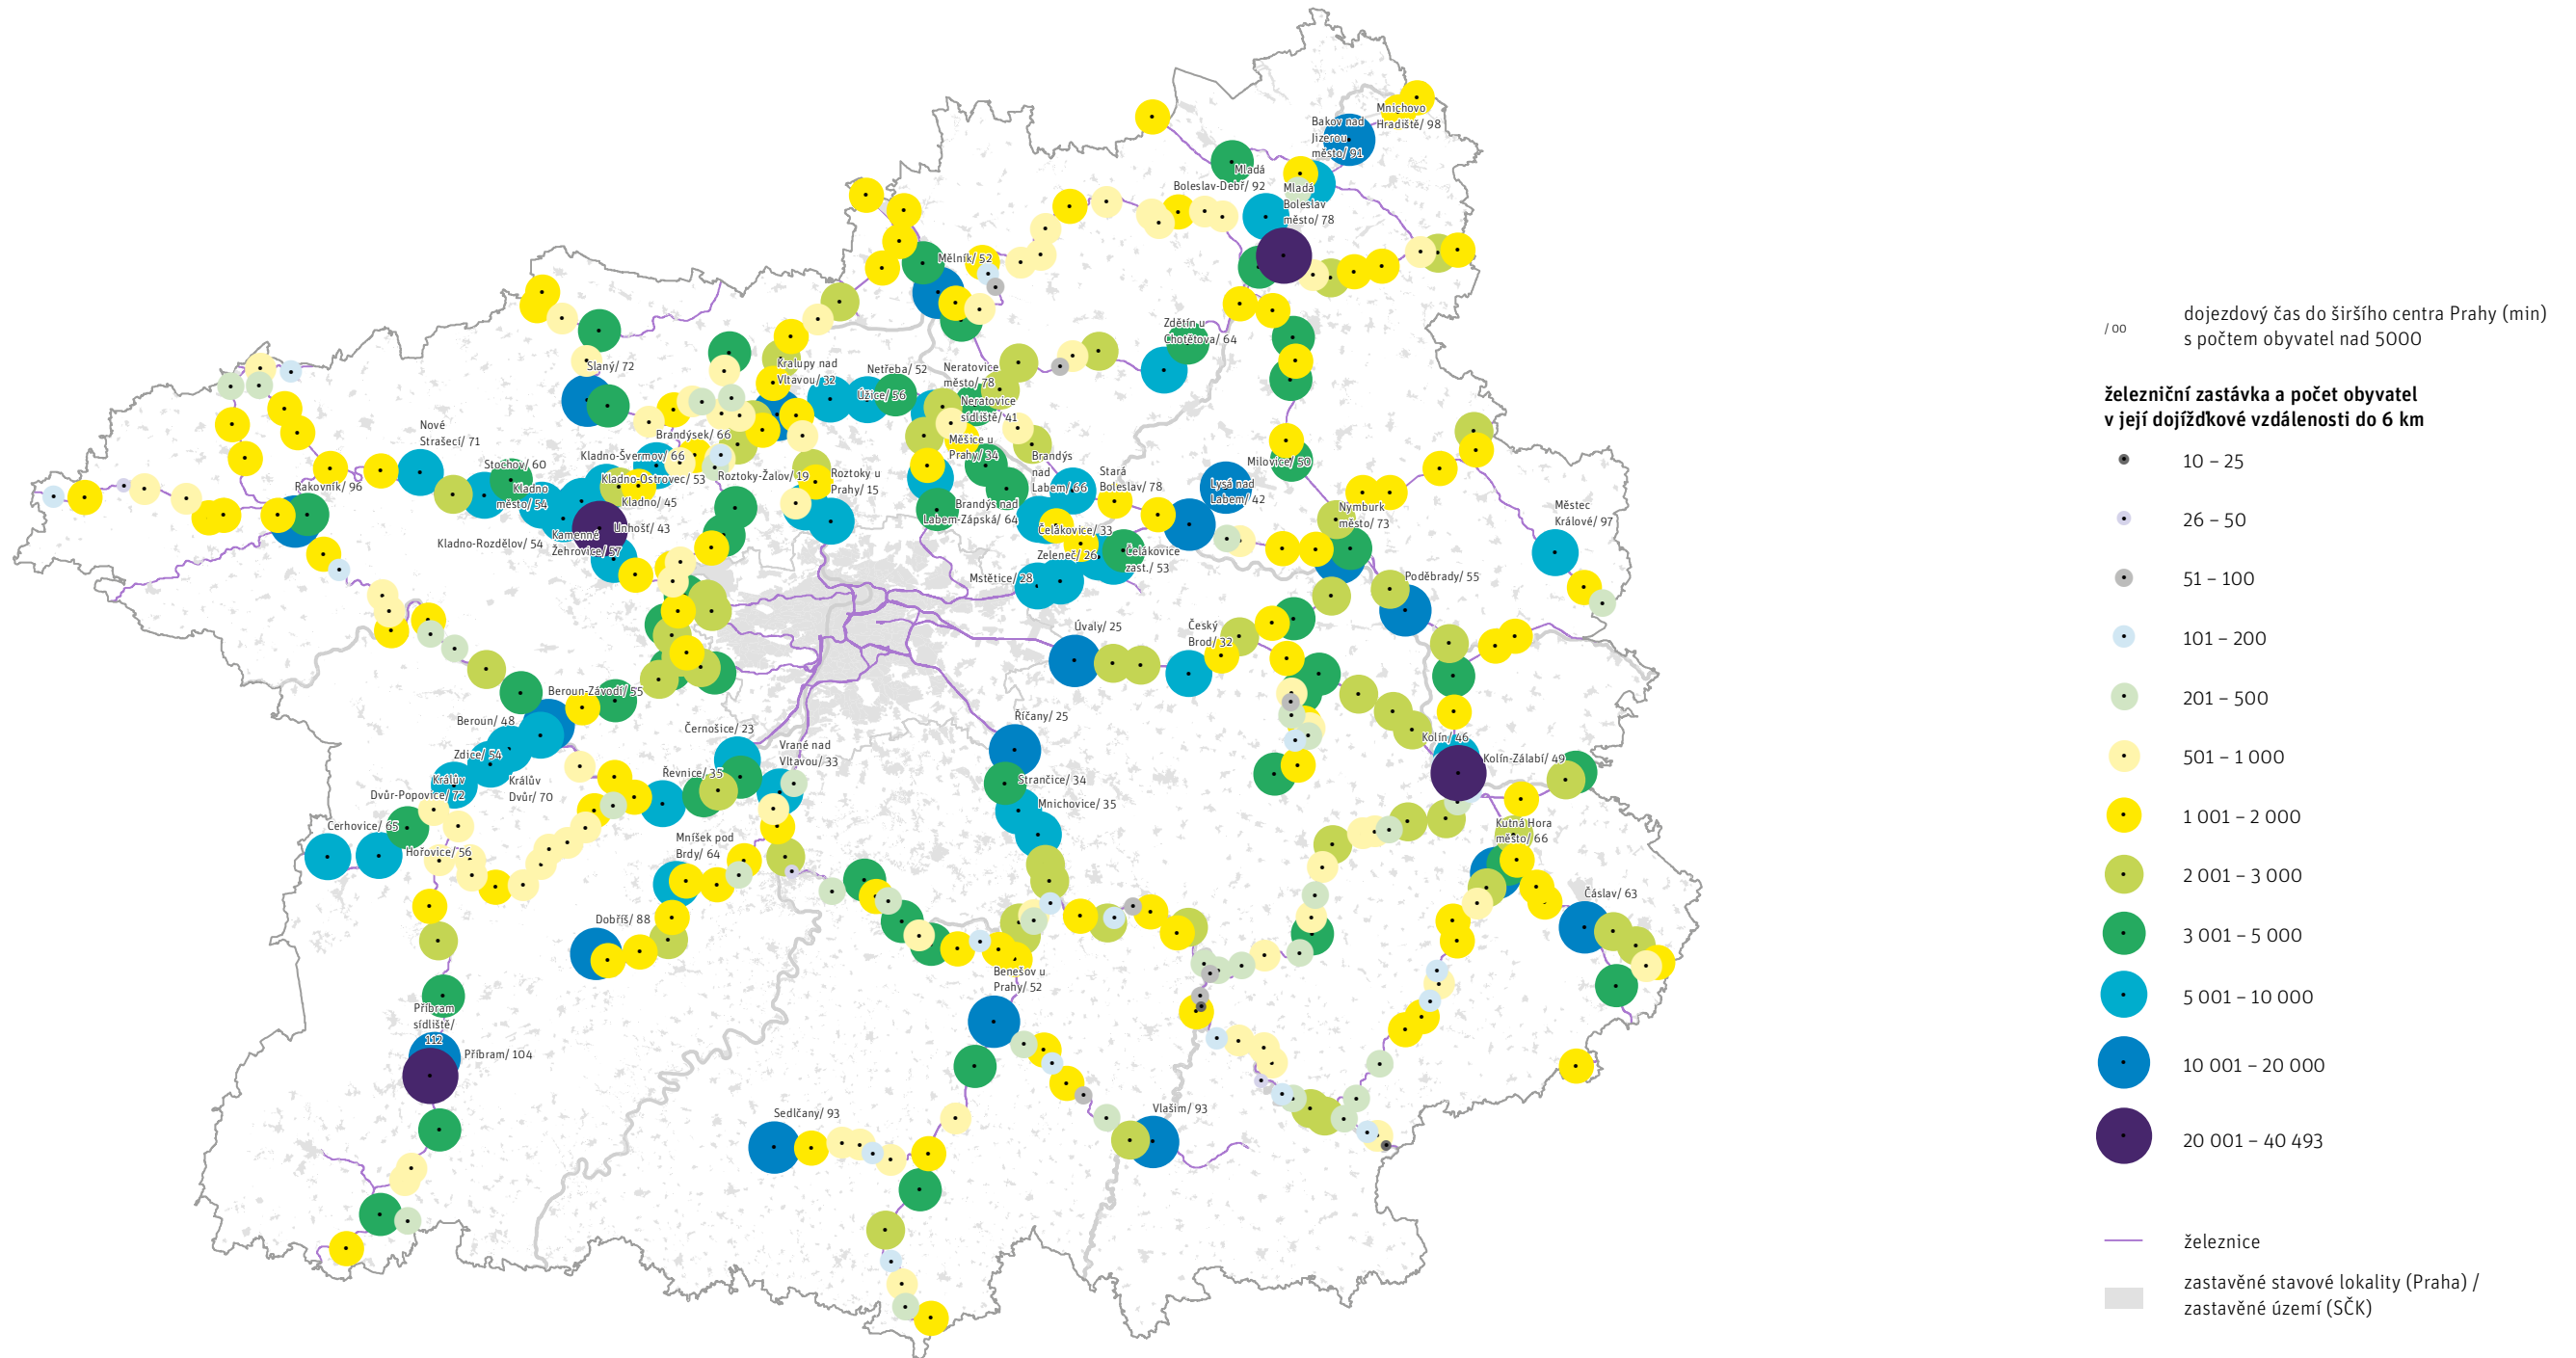 Mnichovo
Hradiště/ 98
Bakov nad
Jizerou
město/ 91
Mladá
Boleslav-Debř/ 92
Mladá
Boleslav
město/ 78
Mělník/ 52
Zdětín u
Chotětova/ 64
Slaný/ 72
Kralupy nad
Vltavou/ 32
Netřeba/ 52
Úžice/ 56
Neratovice
město/ 78
Neratovice
sídliště/ 41
Nové
Strašecí/ 71
Brandýsek/ 66
Měšice u
Prahy/ 34
Stochov/ 60
Kladno-Švermov/ 66
Kladno-Ostrovec/ 53
Roztoky-Žalov/ 19
Roztoky u
Prahy/ 15
Brandýs
nad
Labem/ 66
Stará
Boleslav/ 78
Milovice/ 50
Lysá nad
Labem/ 42
Rakovník/ 96
Kladno
město/ 54
Kladno/ 45
Brandýs nad
Labem-Zápská/ 64
Nymburk
město/ 73
Městec
Králové/ 97
Unhošť/ 43
Kamenné
Žehrovice/ 57
Kladno-Rozdělov/ 54
Čelákovice/ 33
Zeleneč/ 26
Čelákovice
zast./ 53
Mstětice/ 28
Poděbrady/ 55
Úvaly/ 25
Český
Brod/ 32
Beroun-Závodí/ 55
Beroun/ 48
Černošice/ 23
Říčany/ 25
Vrané nad
Vltavou/ 33
Kolín/ 46
Kolín-Zálabí/ 49
Zdice/ 54
Řevnice/ 35
Strančice/ 34
Králův
Dvůr-Popovice/ 72
Králův
Dvůr/ 70
Mnichovice/ 35
Cerhovice/ 65
Hořovice/ 56
Mníšek pod
Brdy/ 64
Kutná Hora
město/ 66
Čáslav/ 63
Dobříš/ 88
Benešov u
Prahy/ 52
Příbram
sídliště/
112
Příbram/ 104
Sedlčany/ 93
Vlašim/ 93
/ 00
dojezdový čas do širšího centra Prahy (min)
s počtem obyvatel nad 5000
železniční zastávka a počet obyvatel
v její dojížďkové vzdálenosti do 6 km
10 – 25
26 – 50
51 – 100
101 – 200
201 – 500
501 – 1 000
1 001 – 2 000
2 001 – 3 000
3 001 – 5 000
5 001 – 10 000
10 001 – 20 000
20 001 – 40 493
železnice
zastavěné stavové lokality (Praha) /
zastavěné území (SČK)